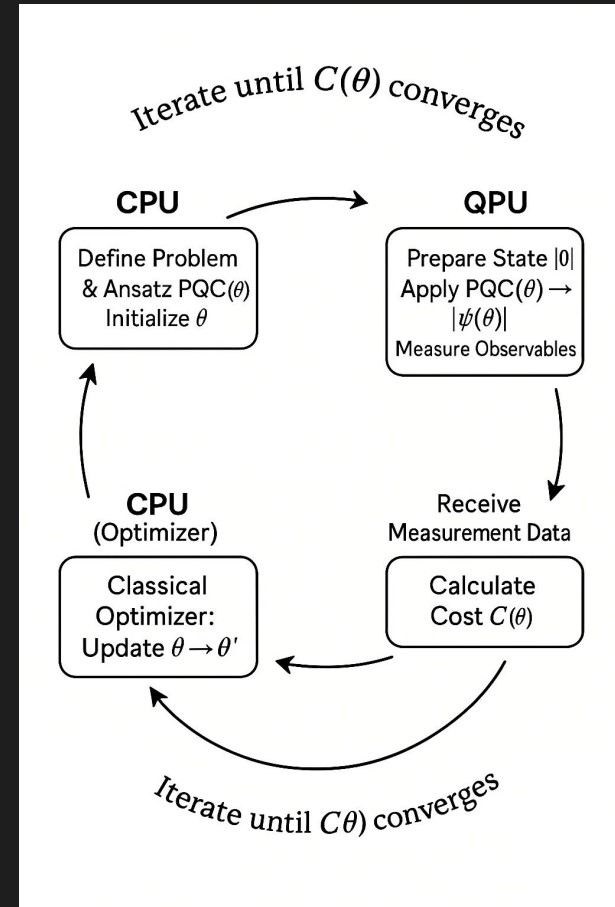 Iterate until C(θ) converges
CPU
Define Problem
& Ansatz PQC(θ)
Initialize θ
QPU
Prepare State |0|
Apply PQC(θ) →
|ψ(θ)|
Measure Observables
CPU
(Optimizer)
Classical
Optimizer:
Update θ → θ'
Receive
Measurement Data
Calculate
Cost C(θ)
Iterate until Cθ) converges